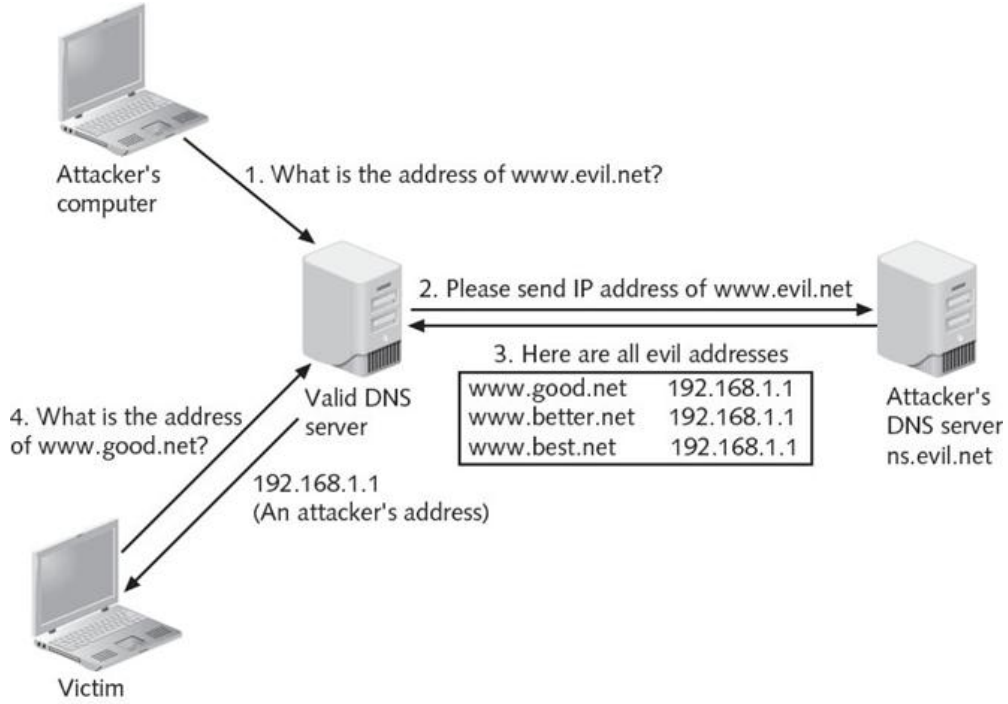 Attacker's
computer
1. What is the address of www.evil.net?
2. Please send IP address of www.evil.net
3. Here are all evil addresses
www.good.net 192.168.1.1
www.better.net 192.168.1.1
www.best.net 192.168.1.1
Valid DNS
server
Attacker's
DNS server
ns.evil.net
4. What is the address
of www.good.net?
192.168.1.1
(An attacker's address)
Victim